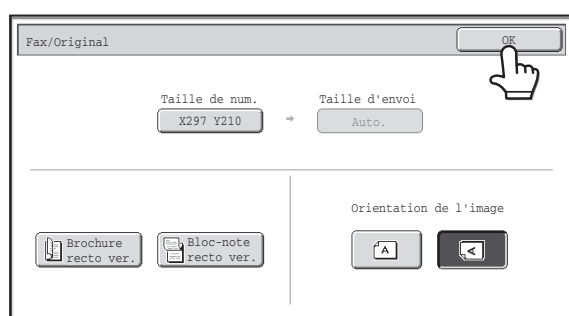 Fax/Original
OK
Taille de num.
Taille d'envoi
X297 Y210
Auto.
Orientation de l'image
Brochure
recto ver.
Bloc-note
recto ver.
A
A